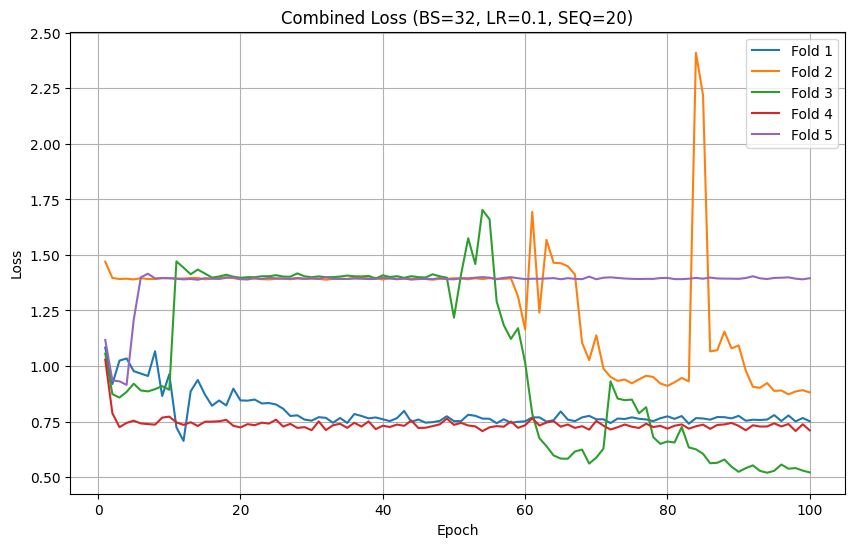 Combined Loss (BS=32, LR=0.1, SEQ=20)
Loss
2.50
2.25
2.00
1.75
1.50
1.25
1.00
0.75
0.50
Fold 1
Fold 2
Fold 3
Fold 4
Fold 5
0 20 40 60 80 100
Epoch